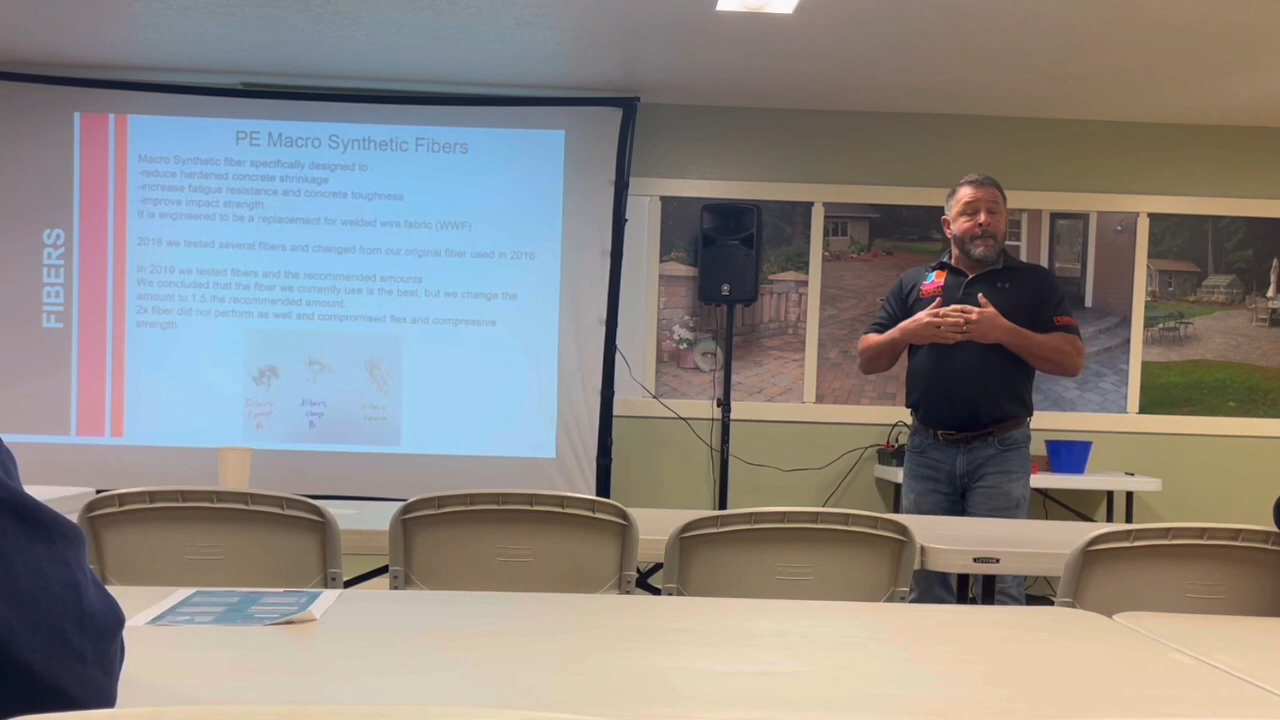 FIBERS
PE Macro Synthetic Fibers
Macro Synthetic fiber specifically designed to :
-reduce hardened concrete shrinkage
-increase fatigue resistance and concrete toughness
-improve impact strength
It is engineered to be a replacement for welded wire fabric (WWF)
2018 we tested several fibers and changed from our original fiber used in 2016
In 2019 we tested fibers and the recommended amounts
We concluded that the fiber we currently use is the best, but we change the
amount to 1.5 the recommended amount.
2x fiber did not perform as well and compromised flex and compressive
strength
Fibers
A
Fibers
B
LIFETIME